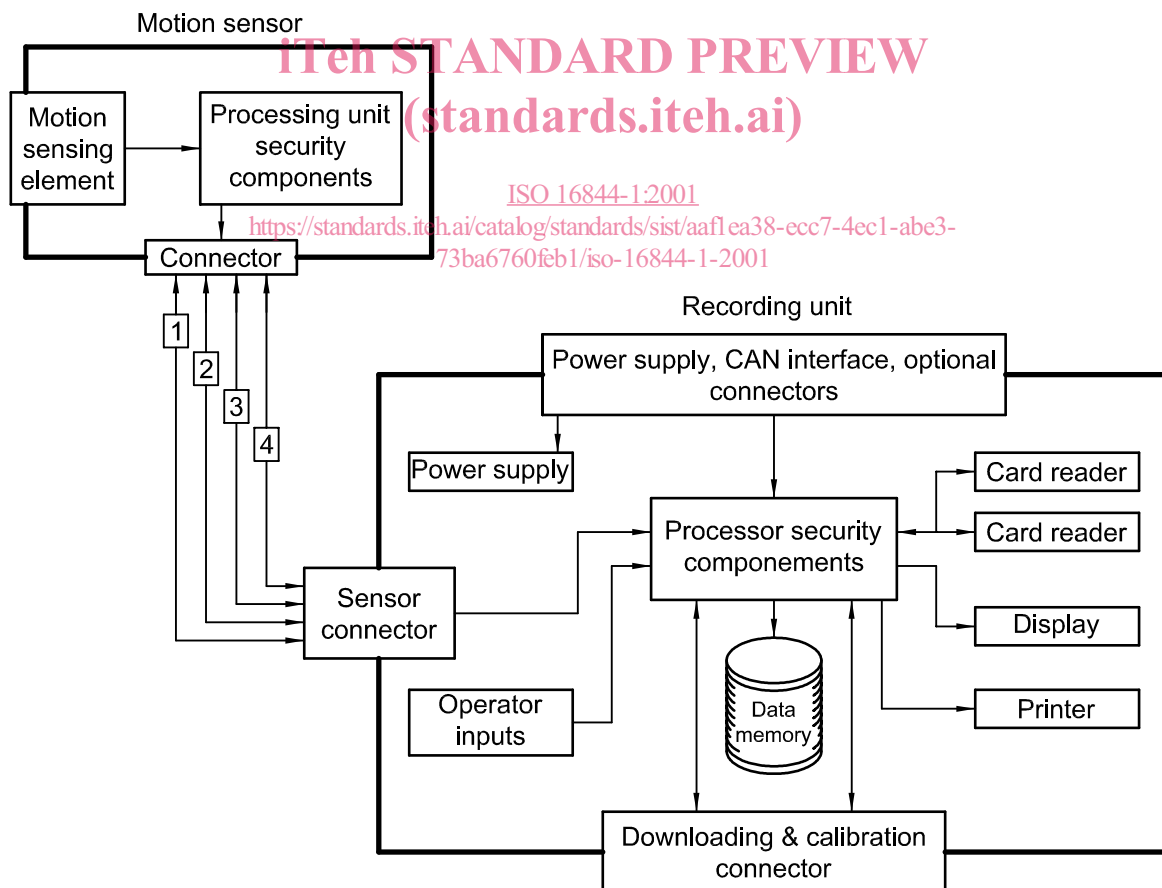 Motion sensor
iTeh STANDARD PREVIEW
(standards.iteh.ai)
Motion
sensing
element
Processing unit
security
components
ISO 16844-1:2001
https://standards.iteh.ai/catalog/standards/sist/aaf1ea38-ecc7-4ec1-abe3-
73ba6760feb1/iso-16844-1-2001
Connector
1
2
3
4
Recording unit
Power supply, CAN interface, optional
connectors
Power supply
Card reader
Card reader
Processor security
componements
Sensor
connector
Display
Operator
inputs
Data
memory
Printer
Downloading & calibration
connector